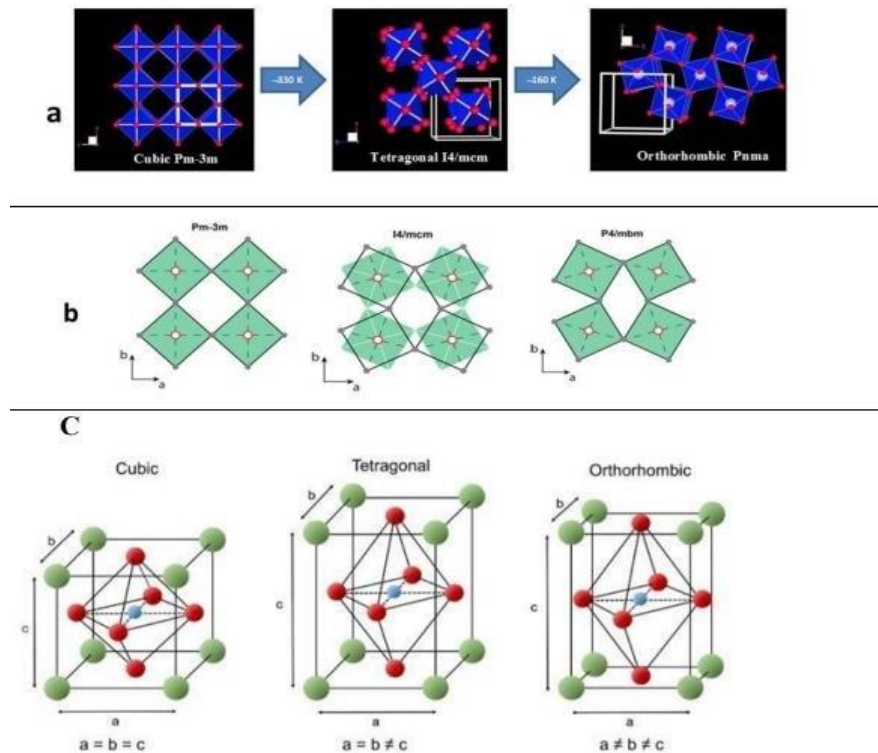 a
~330 K
~160 K
Cubic Pm-3m
Tetragonal I4/mcm
Orthorhombic Pnma
b
Pm-3m
I4/mcm
P4/mbm
b
a
b
a
b
a
C
Cubic
Tetragonal
Orthorhombic
b
b
b
c
c
c
a
a
a
a = b = c
a = b ≠ c
a ≠ b ≠ c